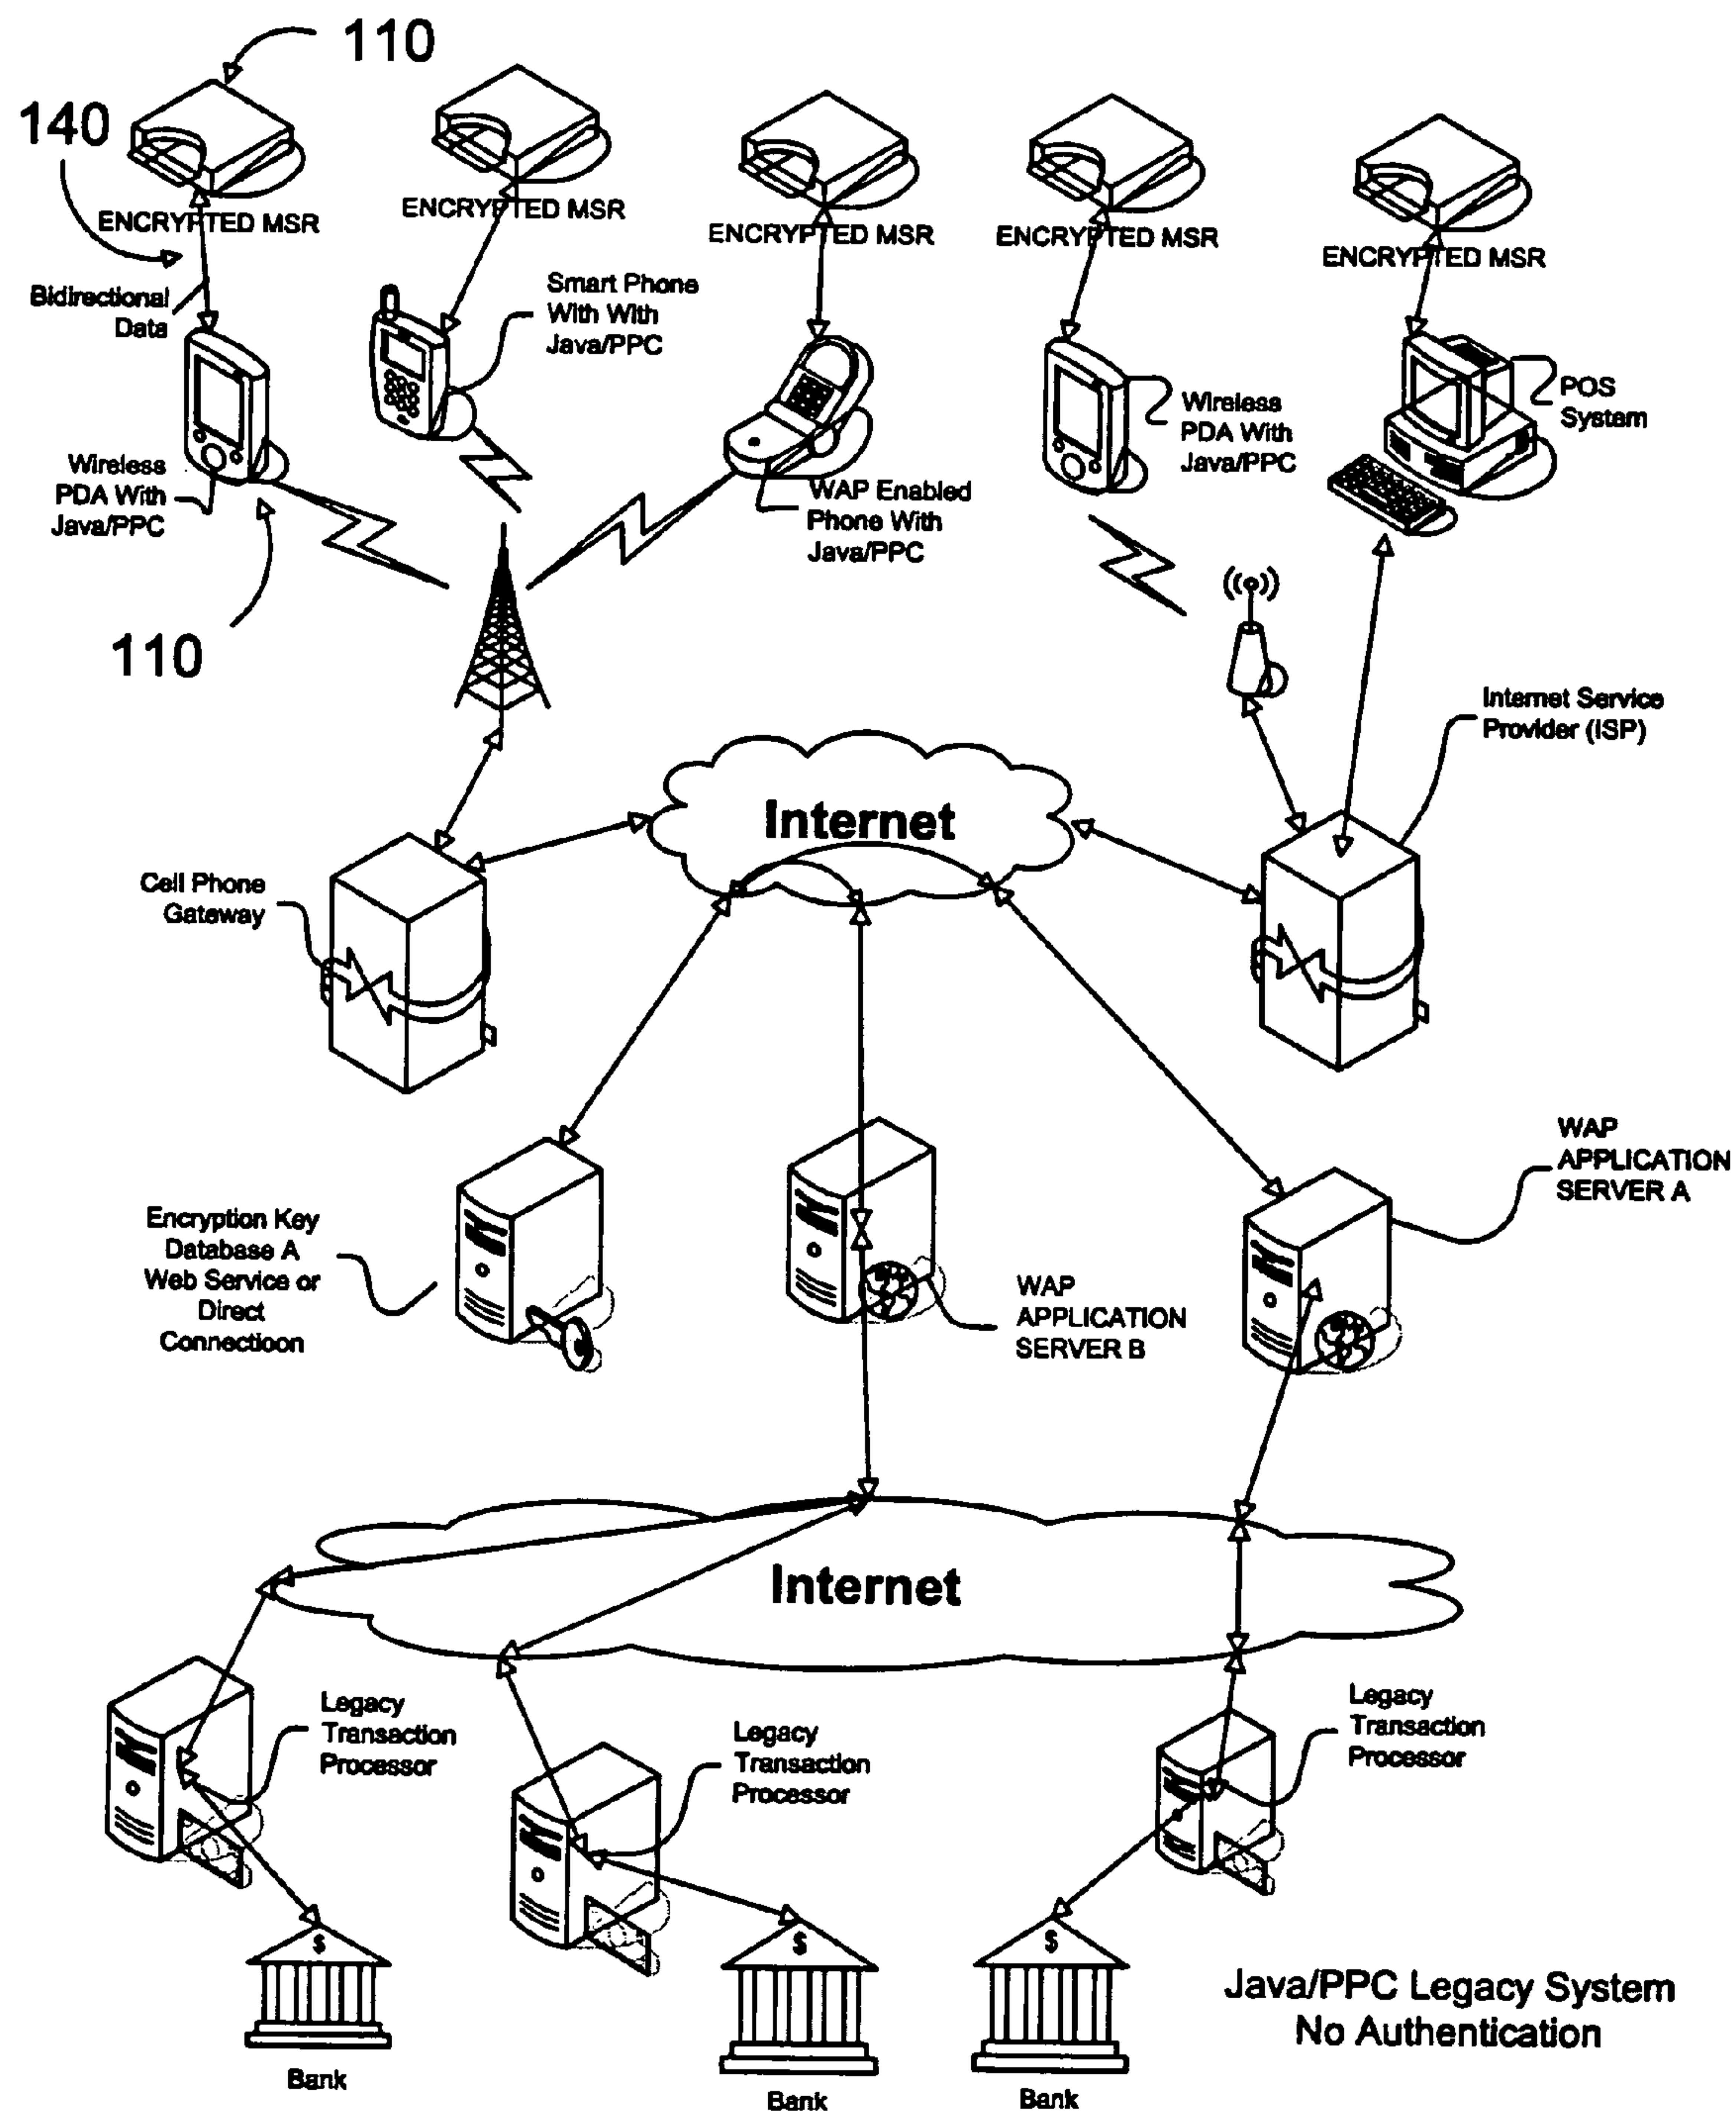 110
140
ENCRYPTED MSR
ENCRYPTED MSR
ENCRYPTED MSR
ENCRYPTED MSR
ENCRYPTED MSR
Bidirectional
Data
Smart Phone
With With
Java/PPC
Wireless
PDA With
Java/PPC
POS
System
Wireless
PDA With
Java/PPC
WAP Enabled
Phone With
Java/PPC
110
Internet Service
Provider (ISP)
Internet
Cell Phone
Gateway
WAP
APPLICATION
SERVER A
Encryption Key
Database A
Web Service or
Direct
Connectioon
WAP
APPLICATION
SERVER B
Internet
Legacy
Transaction
Processor
Legacy
Transaction
Processor
Legacy
Transaction
Processor
$
$
$
Bank
Bank
Bank
Java/PPC Legacy System
No Authentication